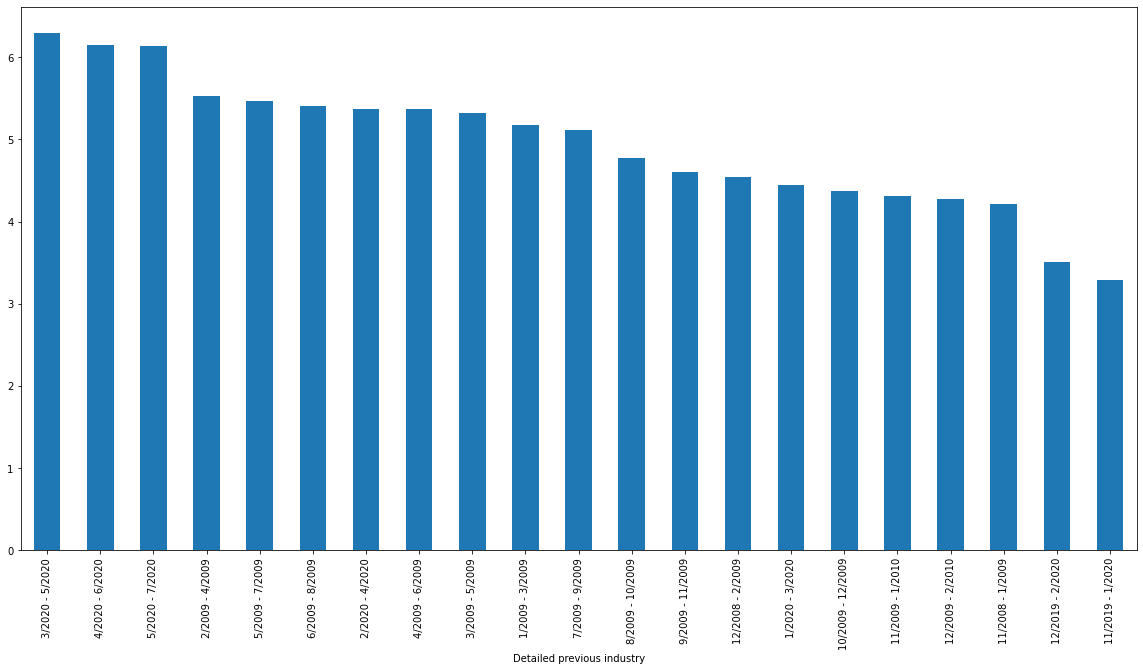 6
5
4
3
2
1
0
3/2020 - 5/2020
4/2020 - 6/2020
5/2020 - 7/2020
2/2009 - 4/2009
5/2009 - 7/2009
6/2009 - 8/2009
2/2020 - 4/2020
4/2009 - 6/2009
3/2009 - 5/2009
1/2009 - 3/2009
7/2009 - 9/2009
8/2009 - 10/2009
9/2009 - 11/2009
12/2008 - 2/2009
1/2020 - 3/2020
10/2009 - 12/2009
11/2009 - 1/2010
12/2009 - 2/2010
11/2008 - 1/2009
12/2019 - 2/2020
11/2019 - 1/2020
Detailed previous industry